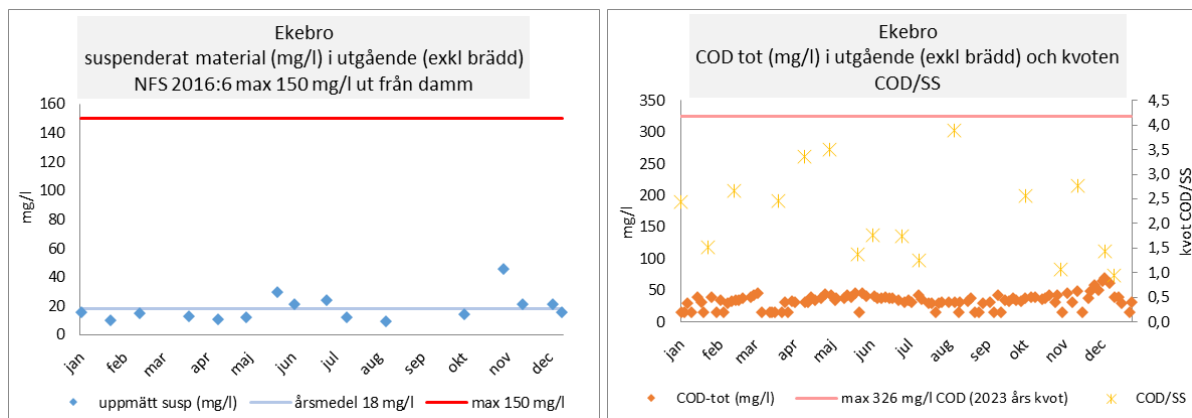 Ekebro
suspenderat material (mg/l) i utgående (exkl brädd)
NFS 2016:6 max 150 mg/l ut från damm
160
140
120
100
80
60
40
20
0
mg/l
jan
feb
mar
apr
maj
jun
jul
aug
sep
okt
nov
dec
uppmätt susp (mg/l)
årsmedel 18 mg/l
max 150 mg/l
Ekebro
COD tot (mg/l) i utgående (exkl brädd) och kvoten
COD/SS
350
300
250
200
150
100
50
0
mg/l
4,5
4,0
3,5
3,0
2,5
2,0
1,5
1,0
0,5
0,0
kvot COD/SS
jan
feb
mar
apr
maj
jun
jul
aug
sep
okt
nov
dec
COD-tot (mg/l)
max 326 mg/l COD (2023 års kvot)
COD/SS